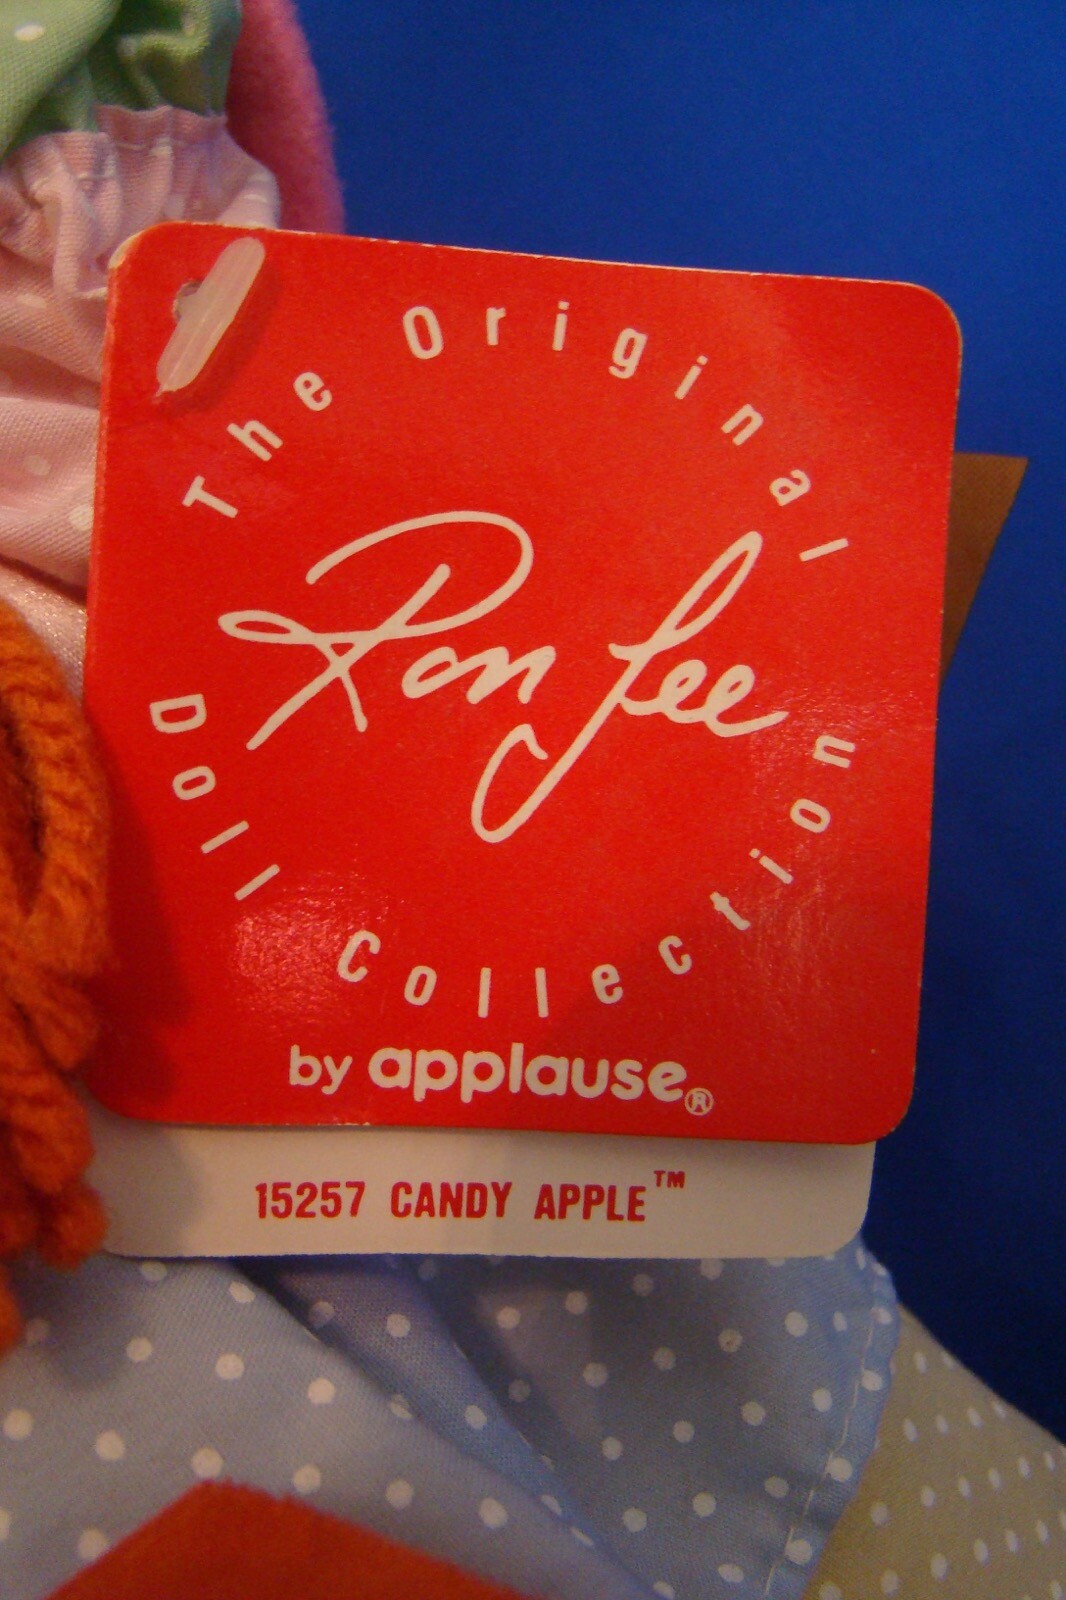 The Original
Ron Lee
Doll Collection
by applause®
15257 CANDY APPLE™